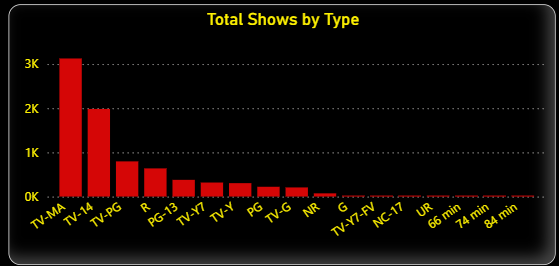 Total Shows by Type
3K
2K
1K
0K
TV-MA
TV-14
TV-PG
R
PG-13
TV-Y7
TV-Y
PG
TV-G
NR
G
TV-Y7-FV
NC-17
UR
66 min
74 min
84 min